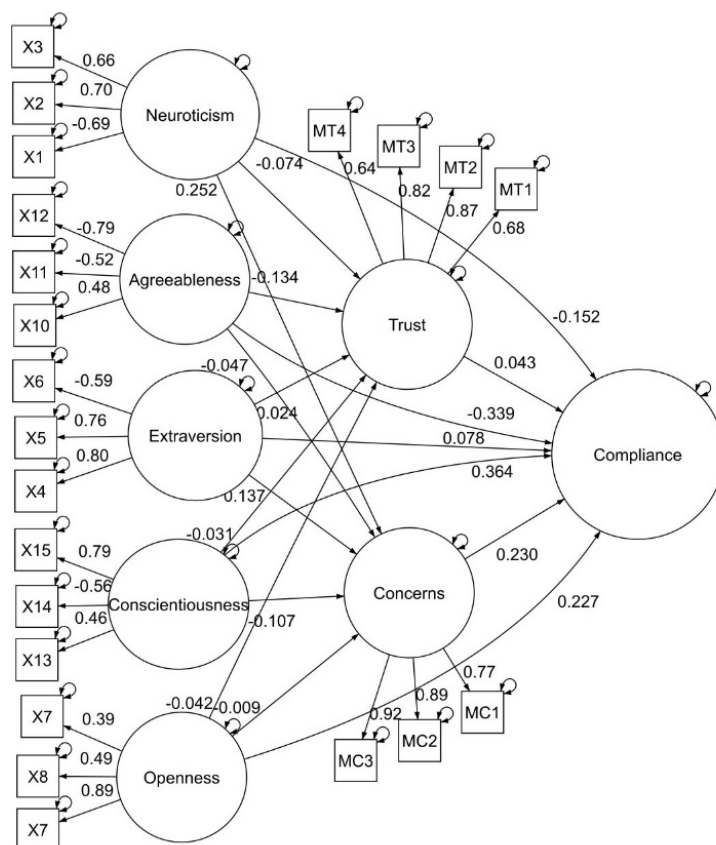 X3
0.66
X2
0.70
X1
-0.69
Neuroticism
MT4
MT3
MT2
MT1
-0.074
0.64
0.82
0.87
0.68
0.252
X12
-0.79
X11
-0.52
X10
0.48
Agreeableness
-0.134
Trust
-0.152
0.043
X6
-0.59
X5
0.76
X4
0.80
Extraversion
-0.047
0.024
-0.339
0.078
0.364
Compliance
0.137
X15
0.79
X14
-0.56
X13
0.46
Conscientiousness
-0.031
-0.107
Concerns
0.230
0.227
X7
0.39
X8
0.49
X7
0.89
Openness
-0.042
-0.009
0.92
0.89
0.77
MC3
MC2
MC1